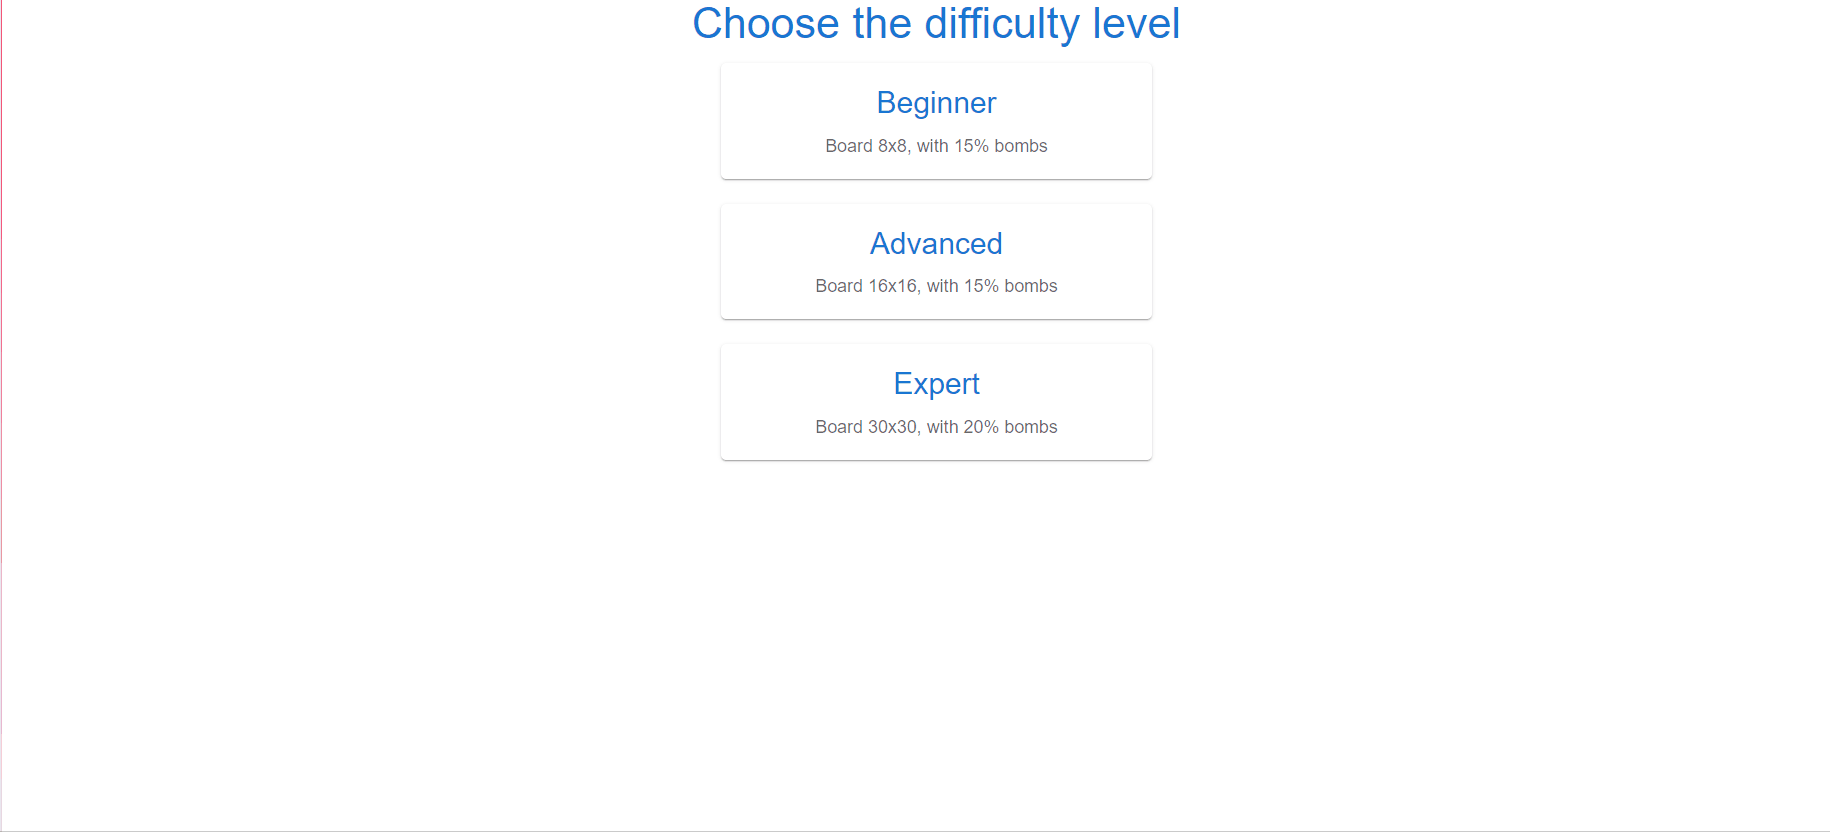 Choose the difficulty level
Beginner
Board 8x8, with 15% bombs
Advanced
Board 16x16, with 15% bombs
Expert
Board 30x30, with 20% bombs